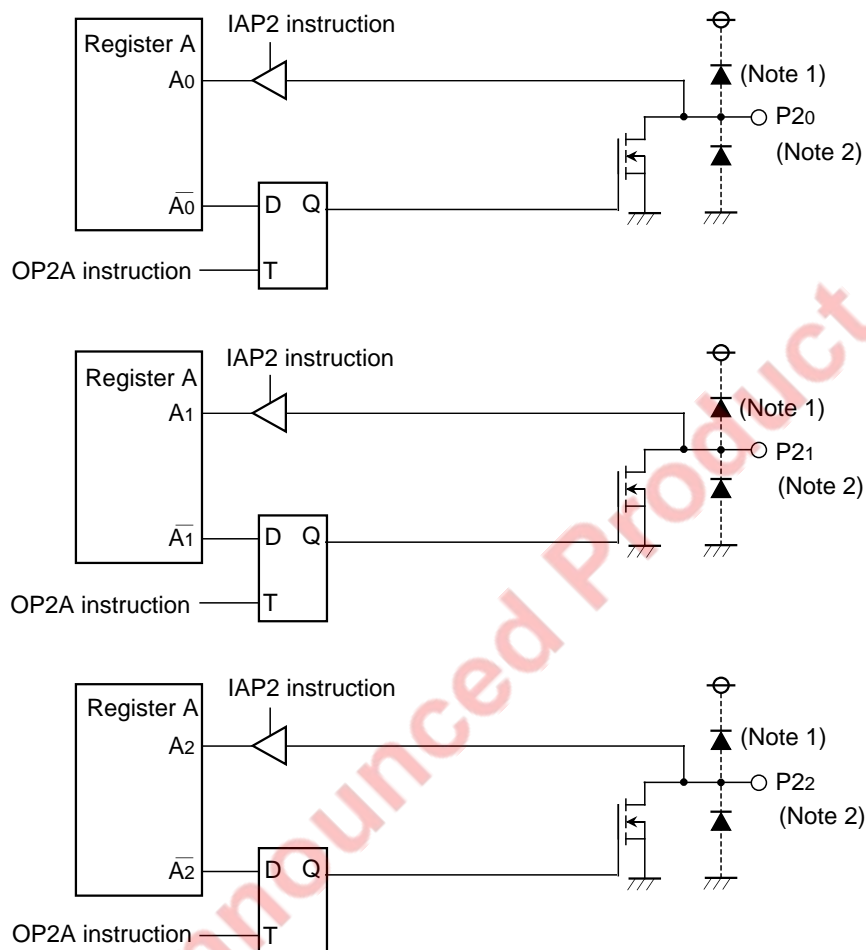 IAP2 instruction
Register A
A0
(Note 1)
P20
(Note 2)
A0
D Q
OP2A instruction
T
IAP2 instruction
Register A
A1
(Note 1)
P21
(Note 2)
A1
D Q
OP2A instruction
T
IAP2 instruction
Register A
A2
(Note 1)
P22
(Note 2)
A2
D Q
OP2A instruction
T
Product